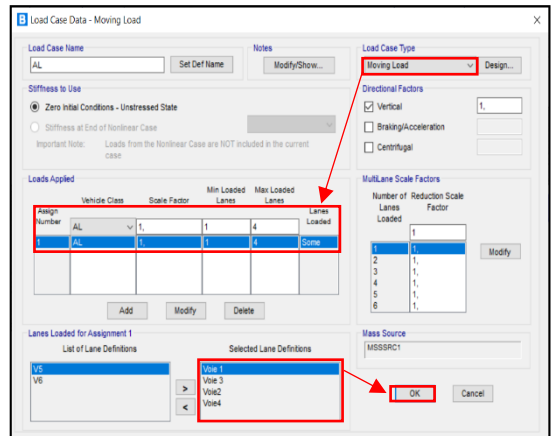 B Load Case Data - Moving Load X
Load Case Name Notes Load Case Type
AL Set Def Name Modify/Show... Moving Load Design...
Stiffness to Use Directional Factors
Zero Initial Conditions - Unstressed State Vertical 1,
Stiffness at End of Nonlinear Case Braking/Acceleration
Important Note: Loads from the Nonlinear Case are NOT included in the current Centrifugal
case
Loads Applied MultiLane Scale Factors
Min Loaded Max Loaded Number of Reduction Scale
Vehicle Class Scale Factor Lanes Lanes Lanes Factor
Assign Lanes Loaded
Number AL 1, 1 4 Loaded 1
1 AL 1, 1 4 Some 1 1, Modify
2 1,
3 1,
4 1,
5 1,
6 1,
Add Modify Delete
Lanes Loaded for Assignment 1 Mass Source
List of Lane Definitions Selected Lane Definitions MSSSRC1
V5 Voie 1
V6 > Voie 3
Voie2
< Voie4
OK Cancel